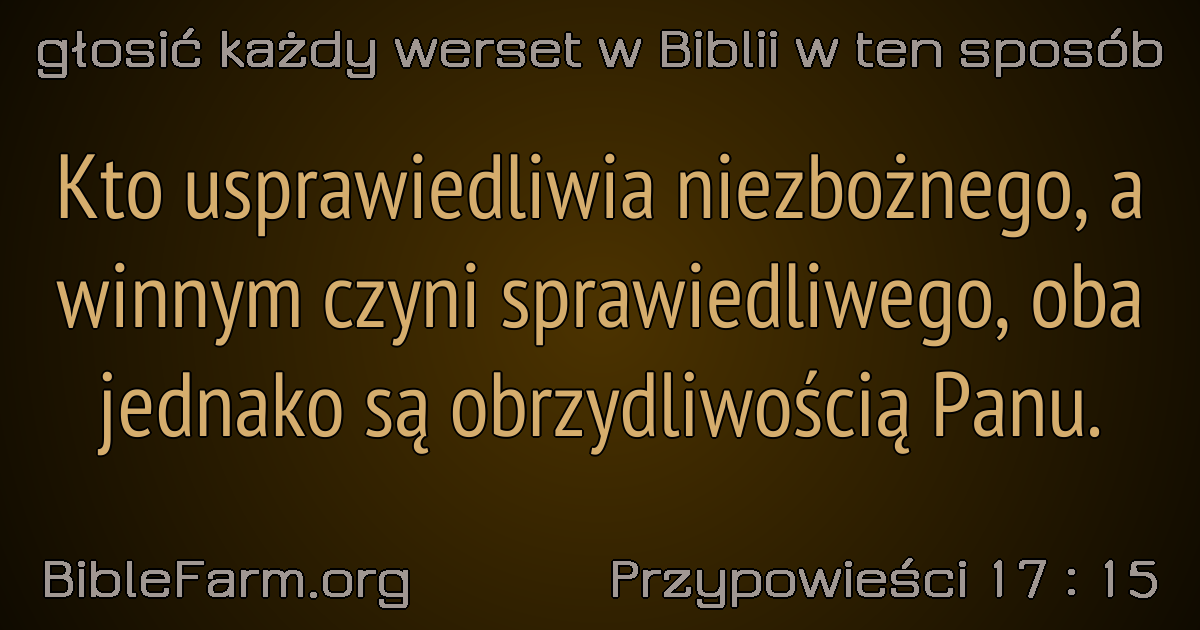 głosić każdy werset w Biblii w ten sposób
Kto usprawiedliwia niezbożnego, a
winnym czyni sprawiedliwego, oba
jednako są obrzydliwością Panu.
BibleFarm.org
Przypowieści 17 : 15